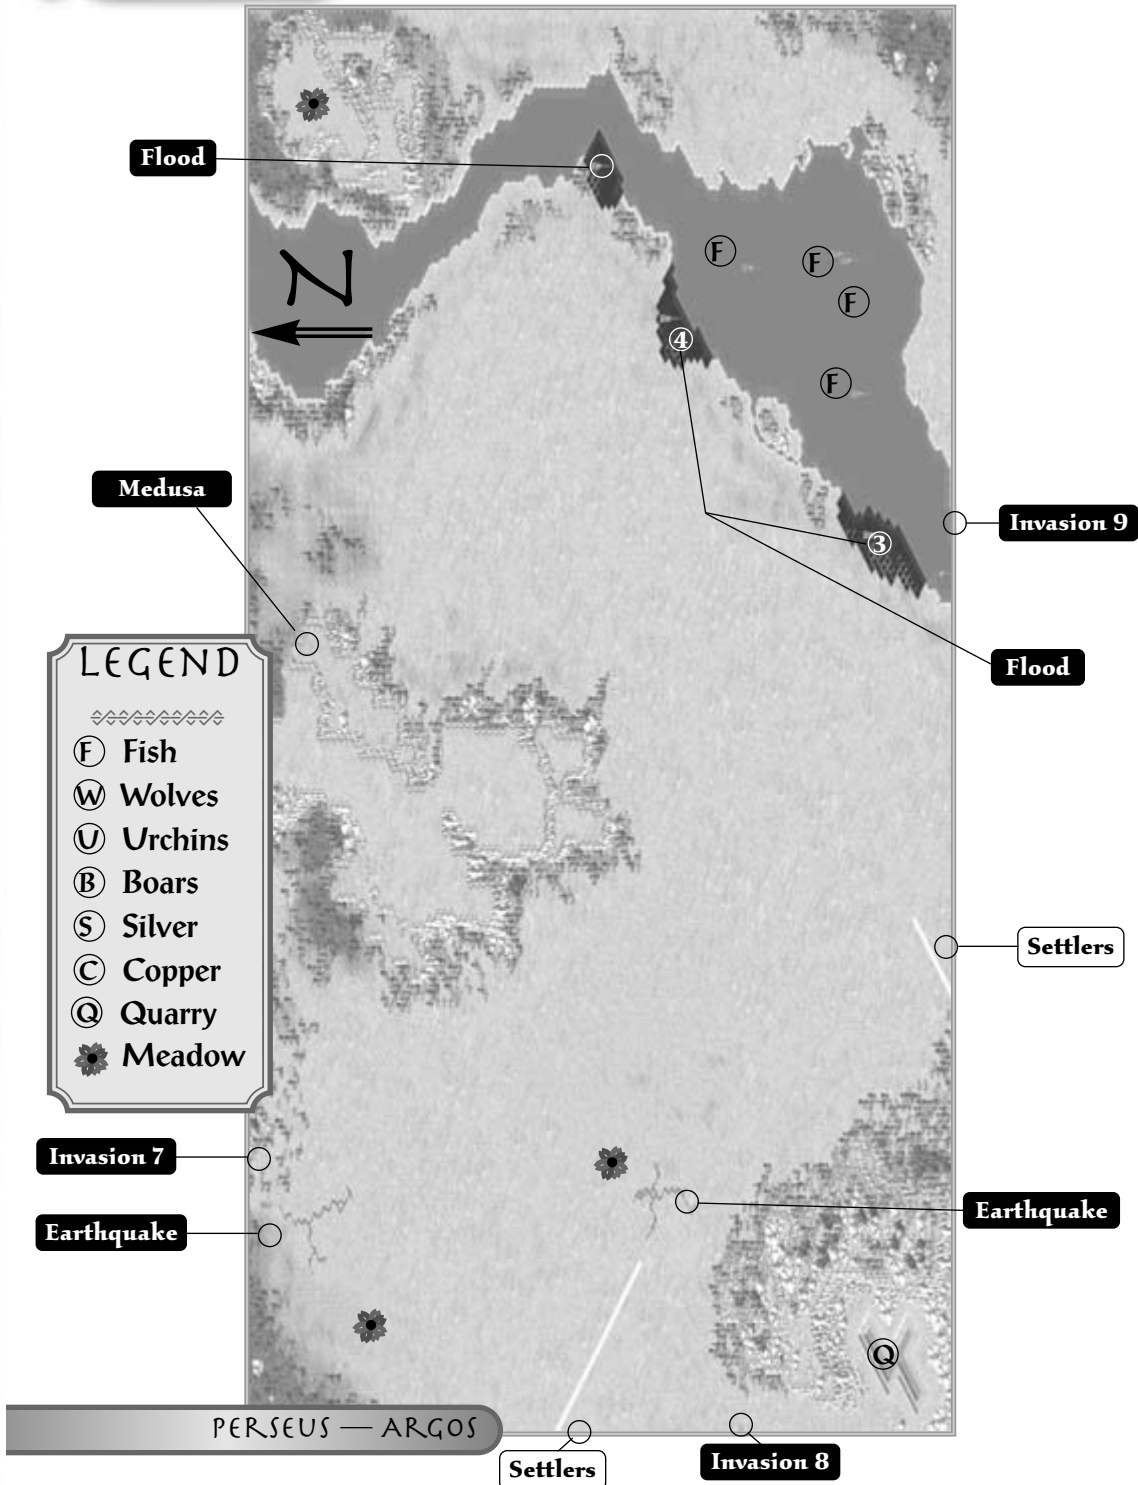 Flood
F
F
F
N
4
F
Medusa
Invasion 9
3
Flood
LEGEND
F Fish
W Wolves
U Urchins
B Boars
S Silver
C Copper
Q Quarry
Meadow
Settlers
Invasion 7
Earthquake
Earthquake
Q
PERSEUS — ARGOS
Settlers
Invasion 8